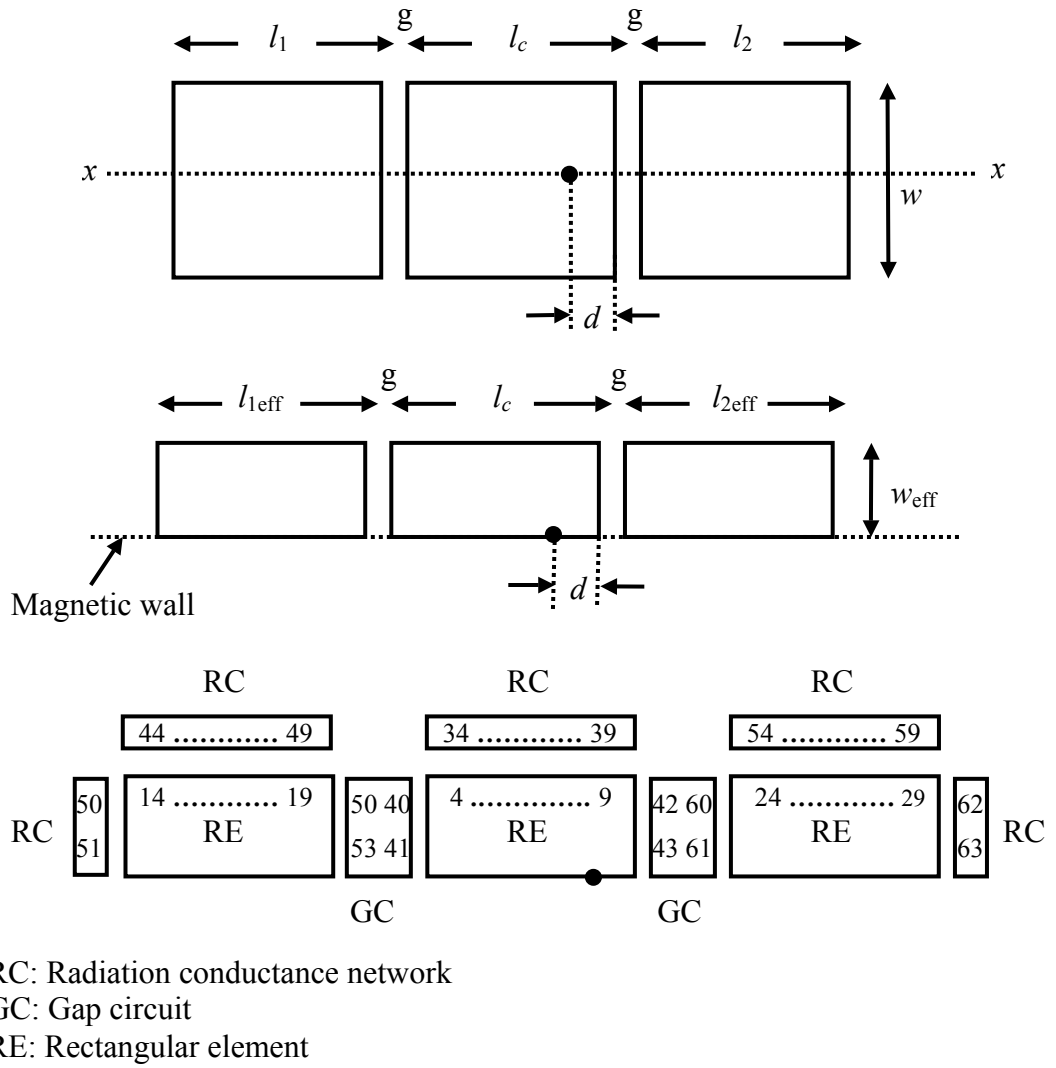 g g
l1 lc l2
x x
w
d
g g
l1eff lc l2eff
weff
d
Magnetic wall
RC RC RC
44 ............ 49 34 ............ 39 54 ............ 59
50 14 ............ 19 50 40 4 ............ 9 42 60 24 ............ 29 62
RC RE RE RE RC
51 53 41 43 61 63
GC GC
RC: Radiation conductance network
GC: Gap circuit
RE: Rectangular element